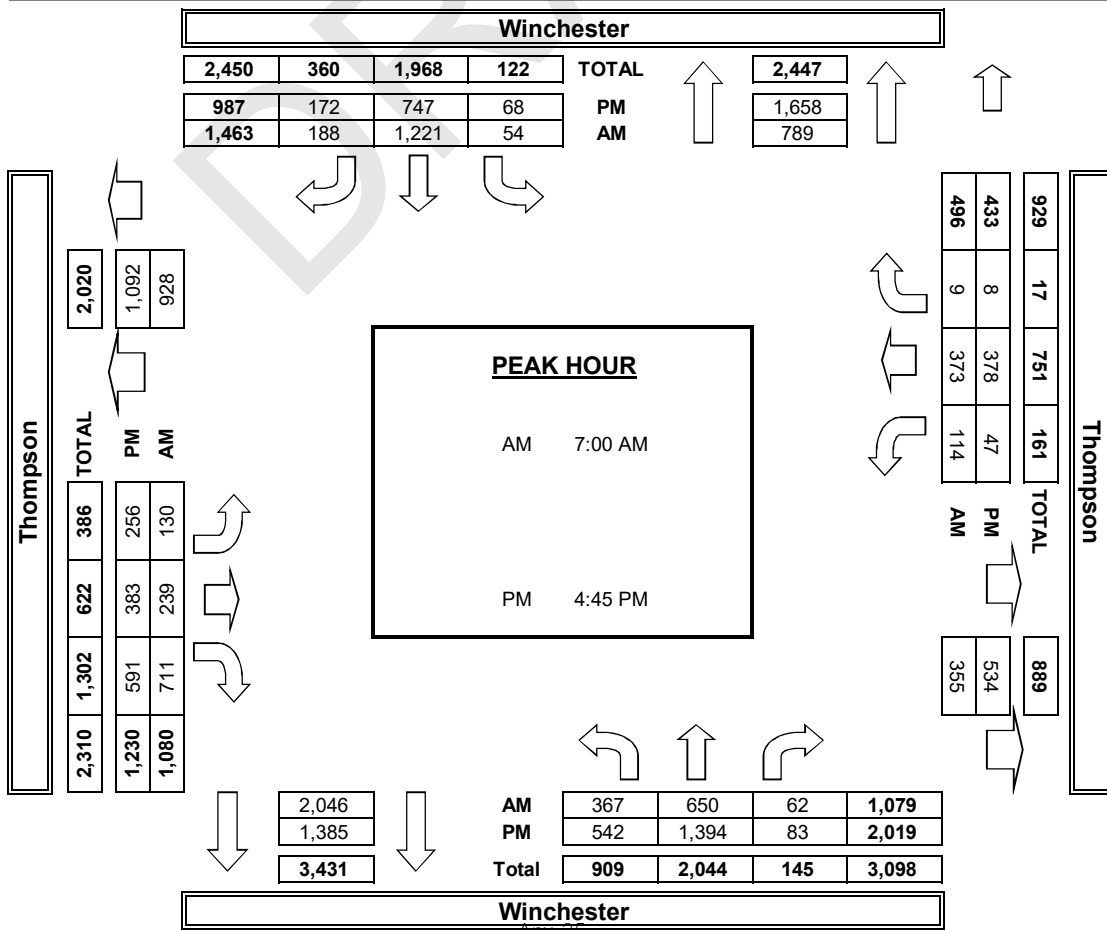 Winchester
2,450 360 1,968 122 TOTAL 2,447
987 172 747 68 PM 1,658
1,463 188 1,221 54 AM 789
Thompson
2,020 1,092 928
TOTAL PM AM
386 256 130
622 383 239
1,302 591 711
2,310 1,230 1,080
PEAK HOUR
AM 7:00 AM
PM 4:45 PM
496 433 929
9 8 17
373 378 751
114 47 161
AM PM TOTAL
355 534 889
Thompson
2,046 AM 367 650 62 1,079
1,385 PM 542 1,394 83 2,019
3,431 Total 909 2,044 145 3,098
Winchester